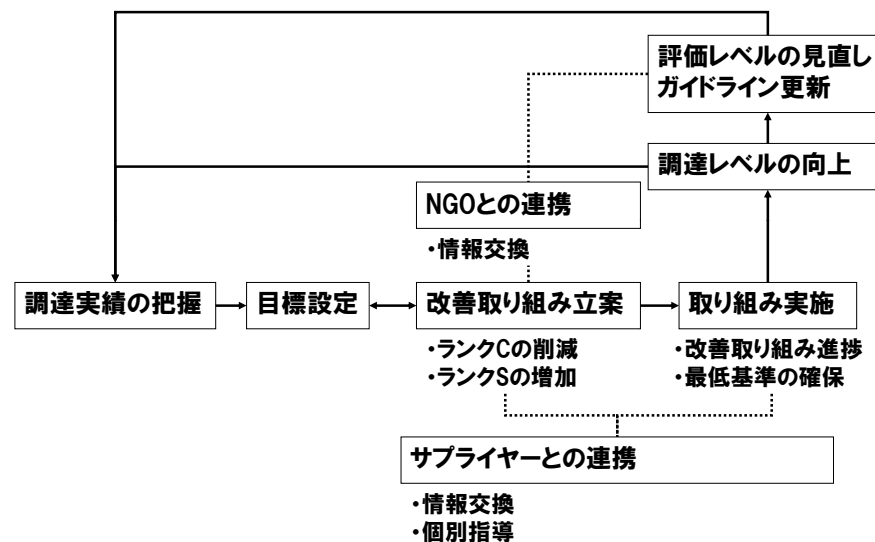 評価レベルの見直し
ガイドライン更新
調達レベルの向上
NGOとの連携
・情報交換
調達実績の把握
目標設定
改善取り組み立案
取り組み実施
・ランクCの削減
・ランクSの増加
・改善取り組み進捗
・最低基準の確保
サプライヤーとの連携
・情報交換
・個別指導